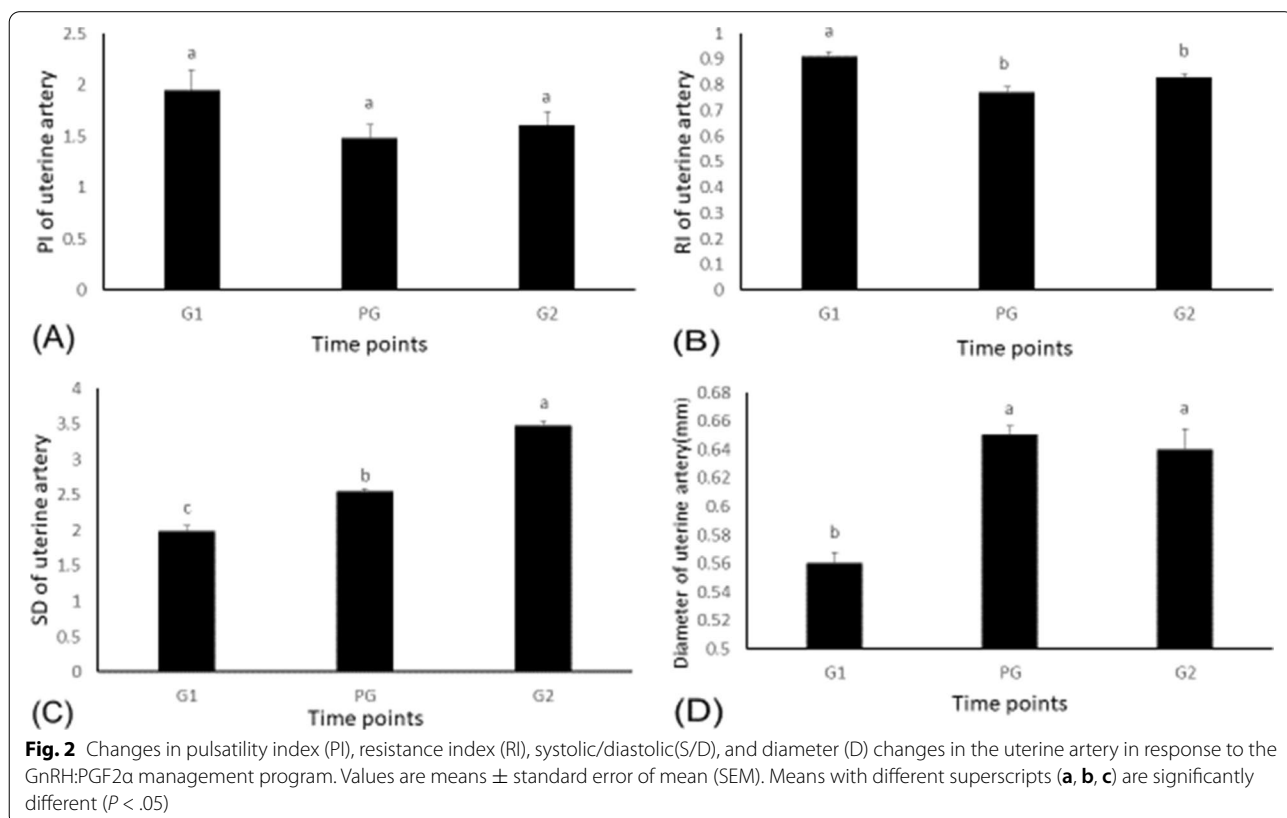 2.5
2
1.5
1
0.5
0
PI of uterine artery
a
a
a
G1 PG G2
Time points
(A)
1
0.9
0.8
0.7
0.6
0.5
0.4
0.3
0.2
0.1
0
RI of uterine artery
a
b
b
G1 PG G2
Time points
(B)
4
3.5
3
2.5
2
1.5
1
0.5
0
SD of uterine artery
c
b
a
G1 PG G2
Time points
(C)
0.68
0.66
0.64
0.62
0.6
0.58
0.56
0.54
0.52
0.5
Diameter of uterine artery(mm)
b
a
a
G1 PG G2
Time points
(D)
Fig. 2 Changes in pulsatility index (PI), resistance index (RI), systolic/diastolic(S/D), and diameter (D) changes in the uterine artery in response to the
GnRH:PGF2α management program. Values are means ± standard error of mean (SEM). Means with different superscripts (a, b, c) are significantly
different (P < .05)